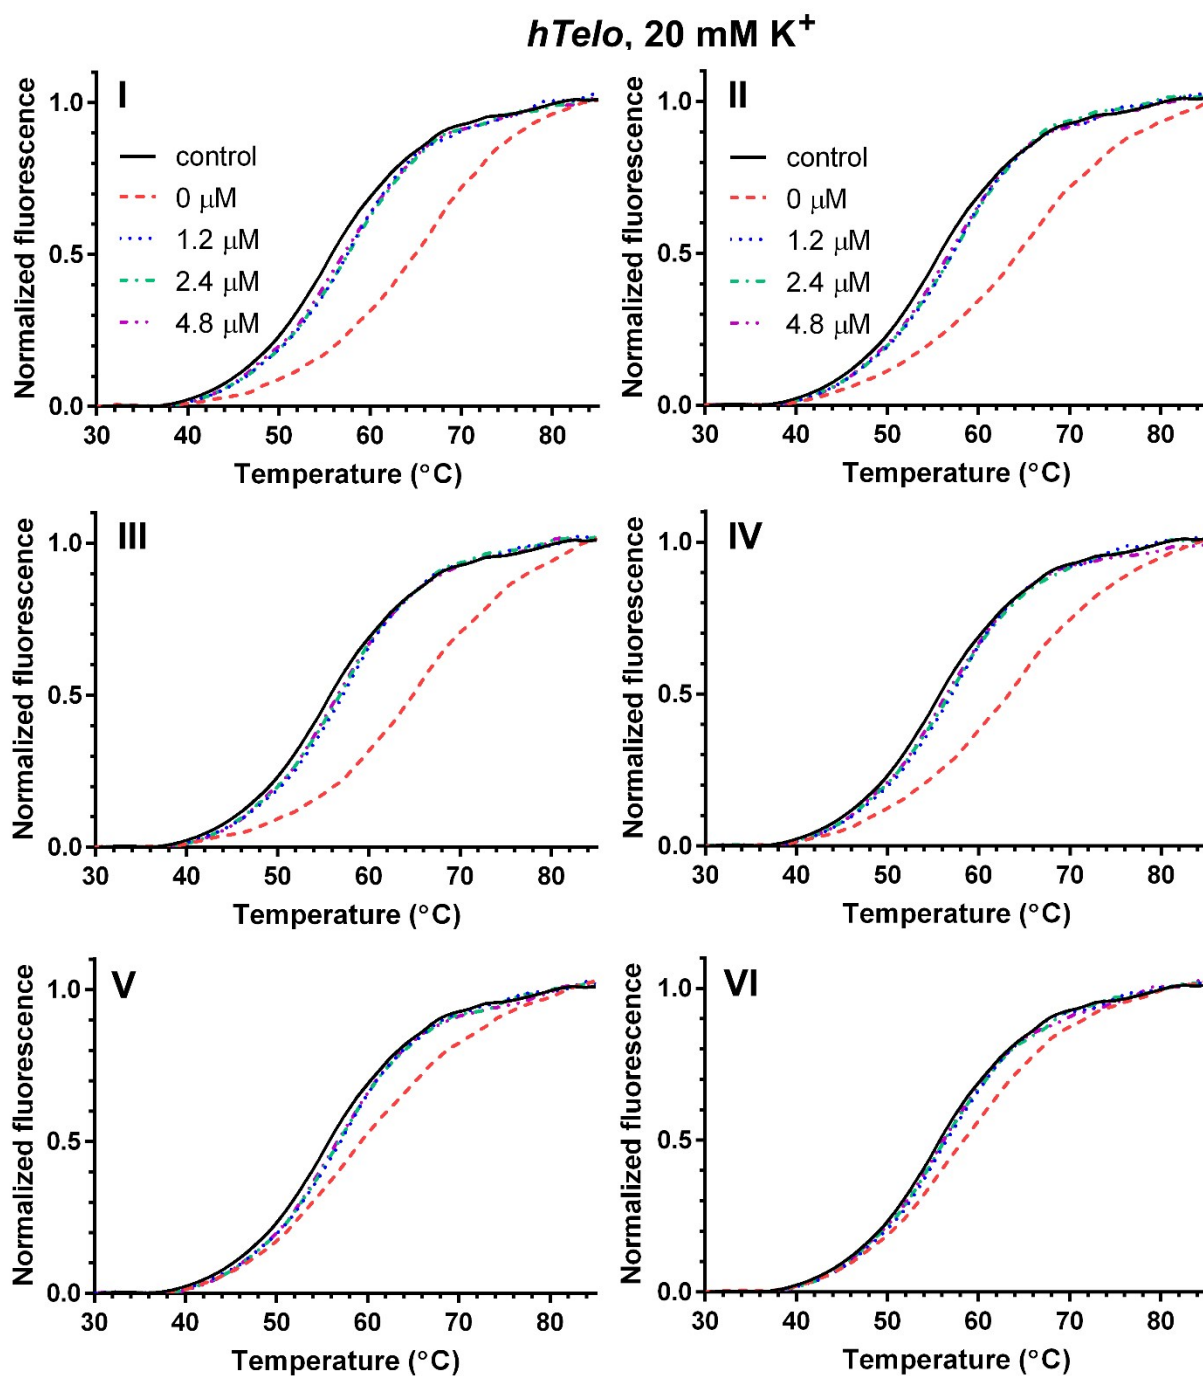 hTelo, 20 mM K⁺
I
Normalized fluorescence
1.0
0.5
0.0
control
0 μM
1.2 μM
2.4 μM
4.8 μM
30 40 50 60 70 80
Temperature (°C)
II
Normalized fluorescence
1.0
0.5
0.0
control
0 μM
1.2 μM
2.4 μM
4.8 μM
30 40 50 60 70 80
Temperature (°C)
III
Normalized fluorescence
1.0
0.5
0.0
30 40 50 60 70 80
Temperature (°C)
IV
Normalized fluorescence
1.0
0.5
0.0
30 40 50 60 70 80
Temperature (°C)
V
Normalized fluorescence
1.0
0.5
0.0
30 40 50 60 70 80
Temperature (°C)
VI
Normalized fluorescence
1.0
0.5
0.0
30 40 50 60 70 80
Temperature (°C)